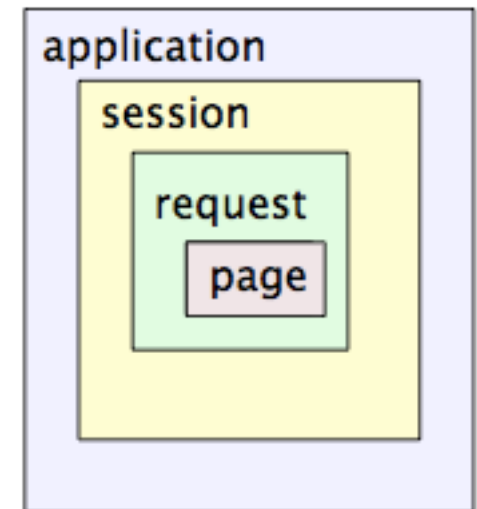 application
session
request
page